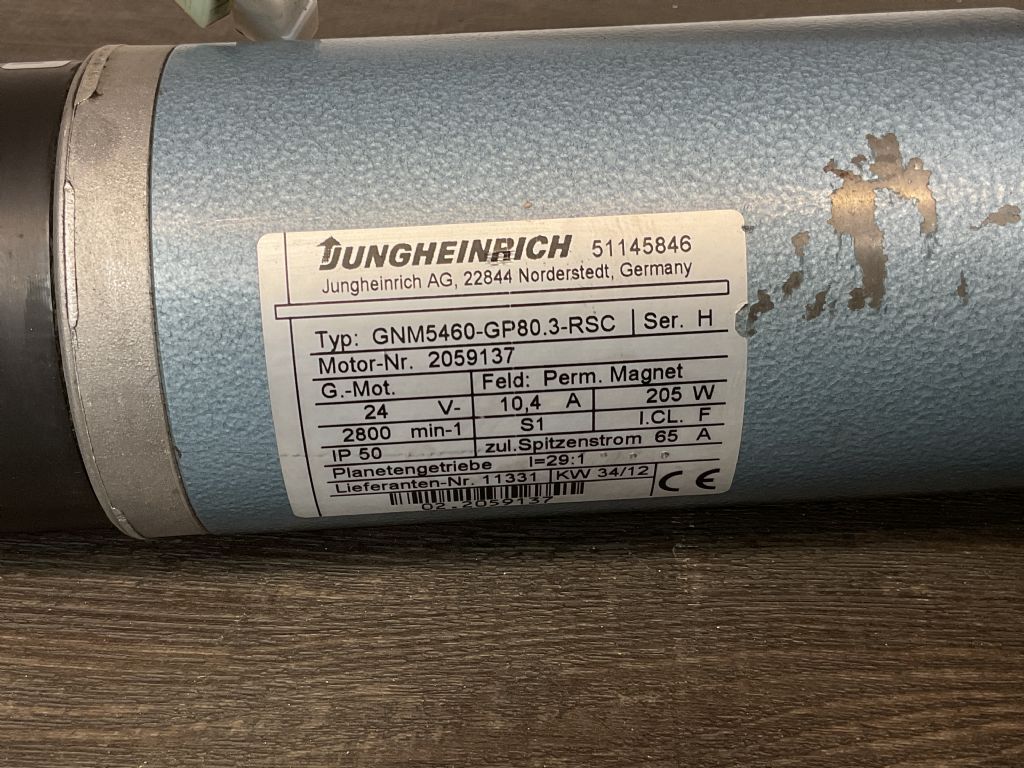 JUNGHEINRICH 51145846
Jungheinrich AG, 22844 Norderstedt, Germany
Typ: GNM5460-GP80.3-RSC Ser. H
Motor-Nr. 2059137
G.-Mot. Feld: Perm. Magnet
24 V- 10,4 A 205 W
2800 min-1 S1 I.CL. F
IP 50 zul.Spitzenstrom 65 A
Planetengetriebe I=29:1
Lieferanten-Nr. 11331 KW 34/12 CE
02-2059137